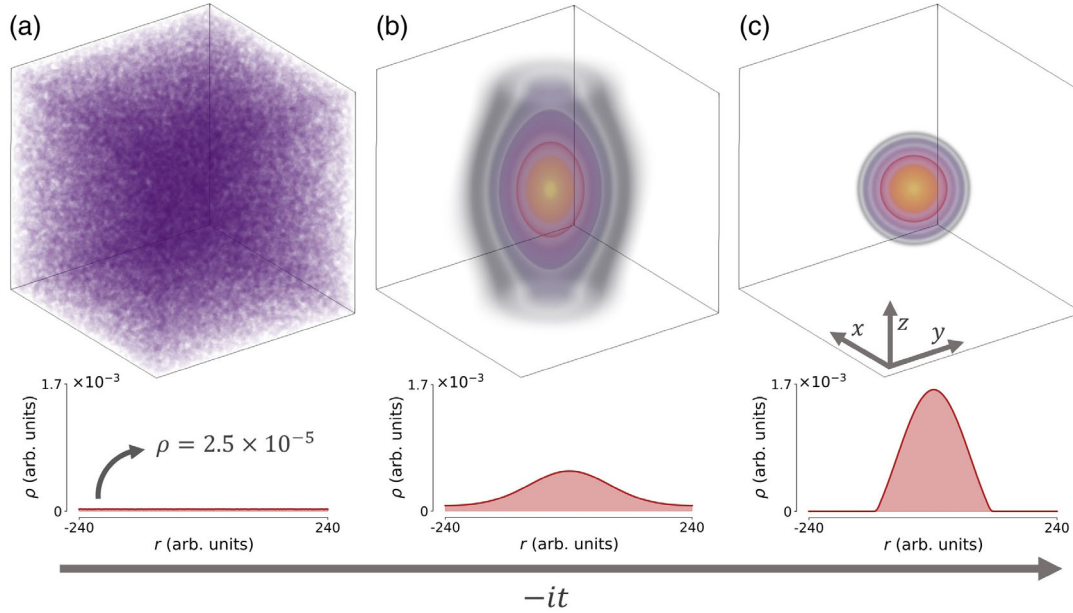 (a)
(b)
(c)
x
z
y
1.7 ×10⁻³
ρ (arb. units)
ρ = 2.5 × 10⁻⁵
0
-240
240
r (arb. units)
1.7 ×10⁻³
ρ (arb. units)
0
-240
240
r (arb. units)
1.7 ×10⁻³
ρ (arb. units)
0
-240
240
r (arb. units)
−it